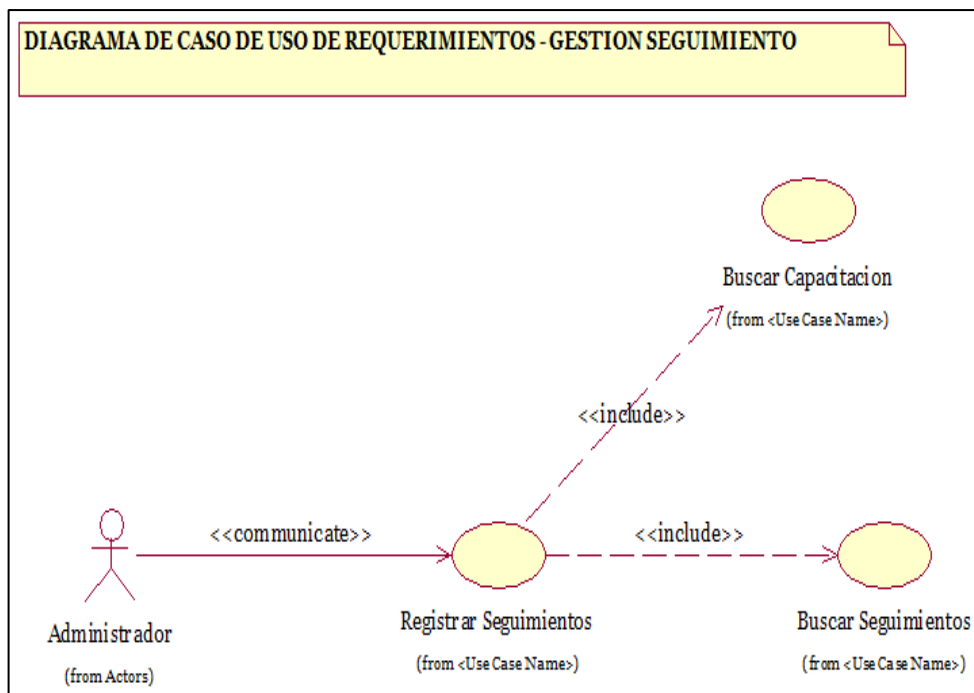 DIAGRAMA DE CASO DE USO DE REQUERIMIENTOS - GESTION SEGUIMIENTO
Buscar Capacitacion
(from <Use Case Name>)
<<include>>
<<communicate>>
<<include>>
Administrador
(from Actors)
Registrar Seguimientos
(from <Use Case Name>)
Buscar Seguimientos
(from <Use Case Name>)